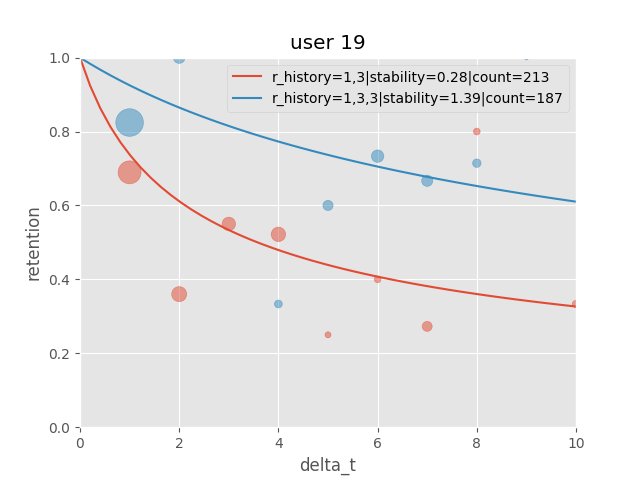 user 19
r_history=1,3|stability=0.28|count=213
r_history=1,3,3|stability=1.39|count=187
retention
1.0
0.8
0.6
0.4
0.2
0.0
0 2 4 6 8 10
delta_t